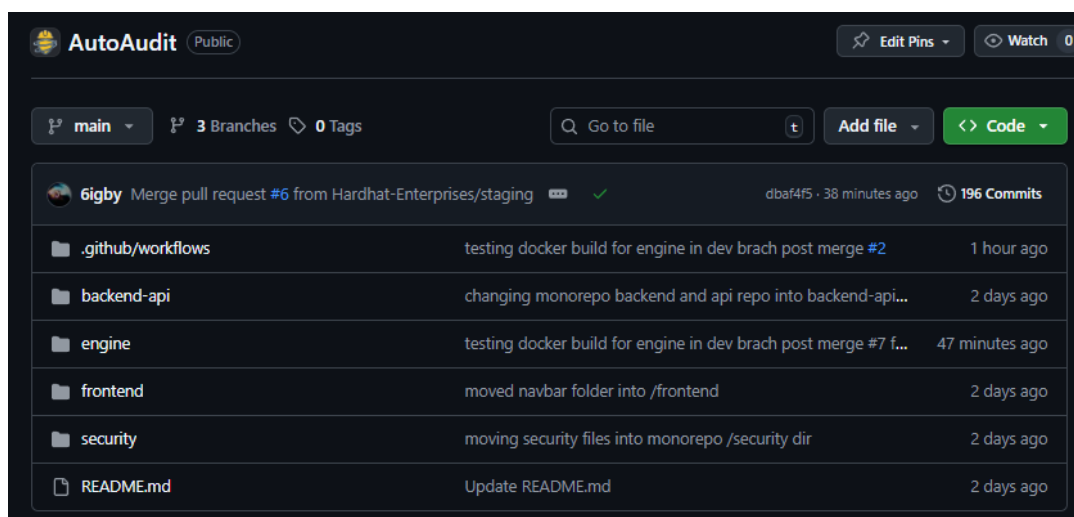 AutoAudit Public Edit Pins Watch 0
main 3 Branches 0 Tags Go to file t Add file Code
6igby Merge pull request #6 from Hardhat-Enterprises/staging dbaf4f5 · 38 minutes ago 196 Commits
.github/workflows testing docker build for engine in dev brach post merge #2 1 hour ago
backend-api changing monorepo backend and api repo into backend-api... 2 days ago
engine testing docker build for engine in dev brach post merge #7 f... 47 minutes ago
frontend moved navbar folder into /frontend 2 days ago
security moving security files into monorepo /security dir 2 days ago
README.md Update README.md 2 days ago